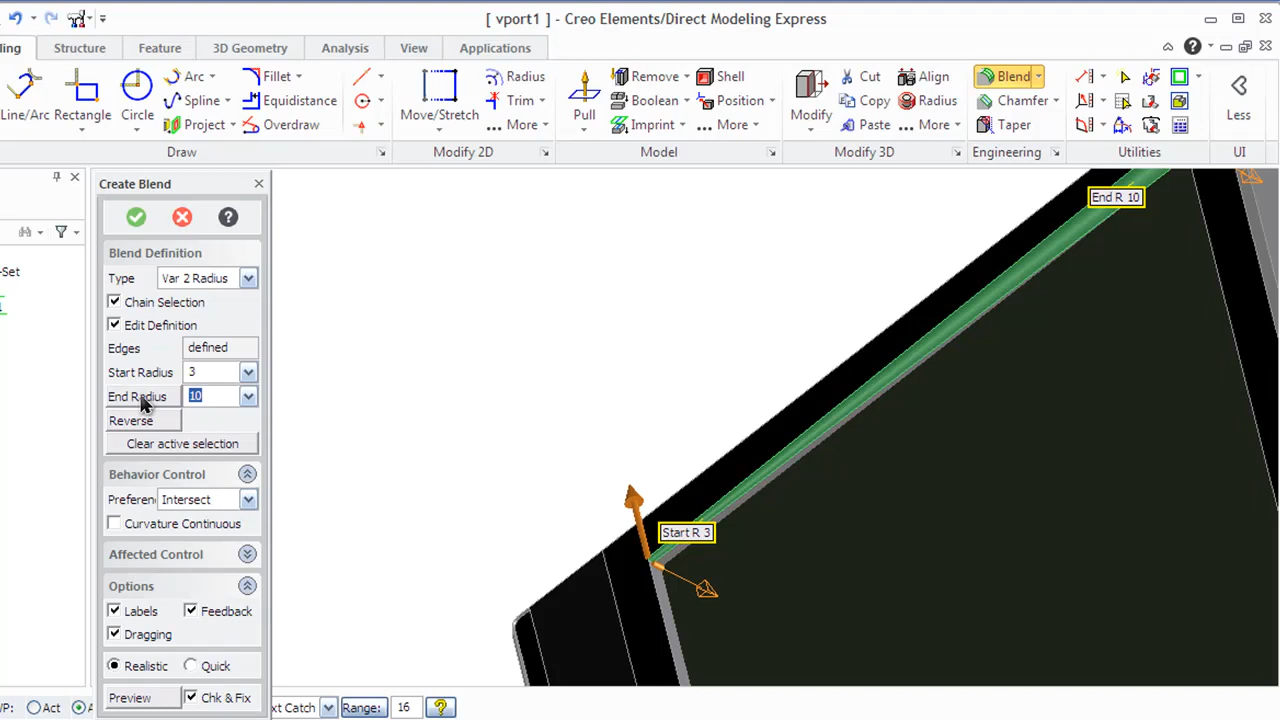 [ vport1 ] - Creo Elements/Direct Modeling Express
Structure Feature 3D Geometry Analysis View Applications
Arc Fillet Radius Remove Shell Cut Align Blend
Spline Equidistance Trim Boolean Position Copy Radius Chamfer
Line/Arc Rectangle Circle Move/Stretch Pull Modify Less
Project Overdraw More Imprint More Paste More Taper
Draw Modify 2D Model Modify 3D Engineering Utilities UI
Create Blend
Blend Definition
Type Var 2 Radius
Chain Selection
Edit Definition
Edges defined
Start Radius 3
End Radius 10
Reverse
Clear active selection
Behavior Control
Preferen Intersect
Curvature Continuous
Affected Control
Options
Labels Feedback
Dragging
Realistic Quick
Preview Chk & Fix
-Set
End R 10
Start R 3
P: Act xt Catch Range: 16